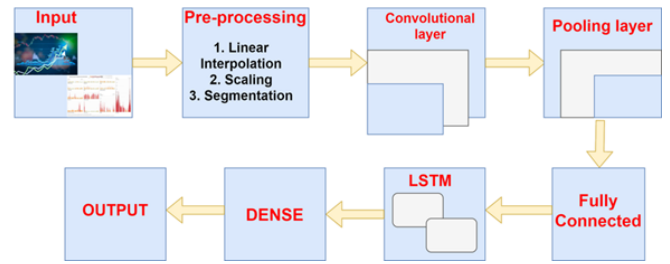 Input
Pre-processing
1. Linear
Interpolation
2. Scaling
3. Segmentation
Convolutional
layer
Pooling layer
Fully
Connected
LSTM
DENSE
OUTPUT